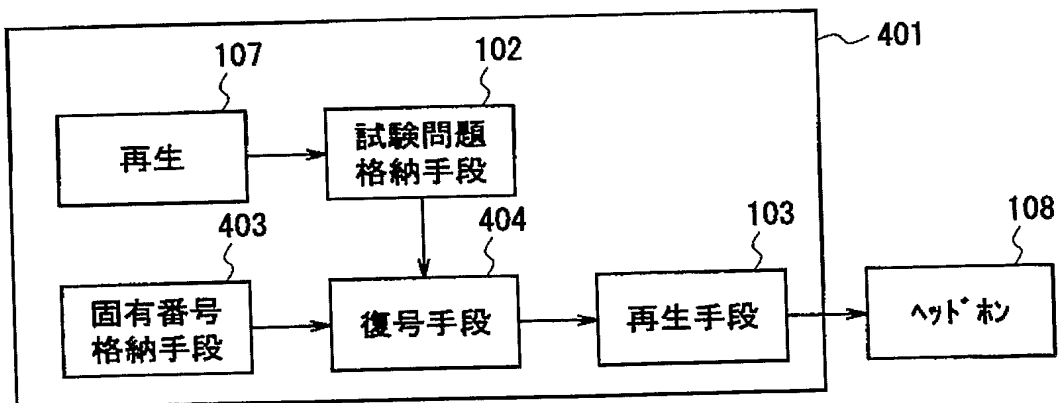 401
107
102
再生
試験問題
格納手段
403
404
103
108
固有番号
格納手段
復号手段
再生手段
ﾍｯﾄﾞﾎﾝ